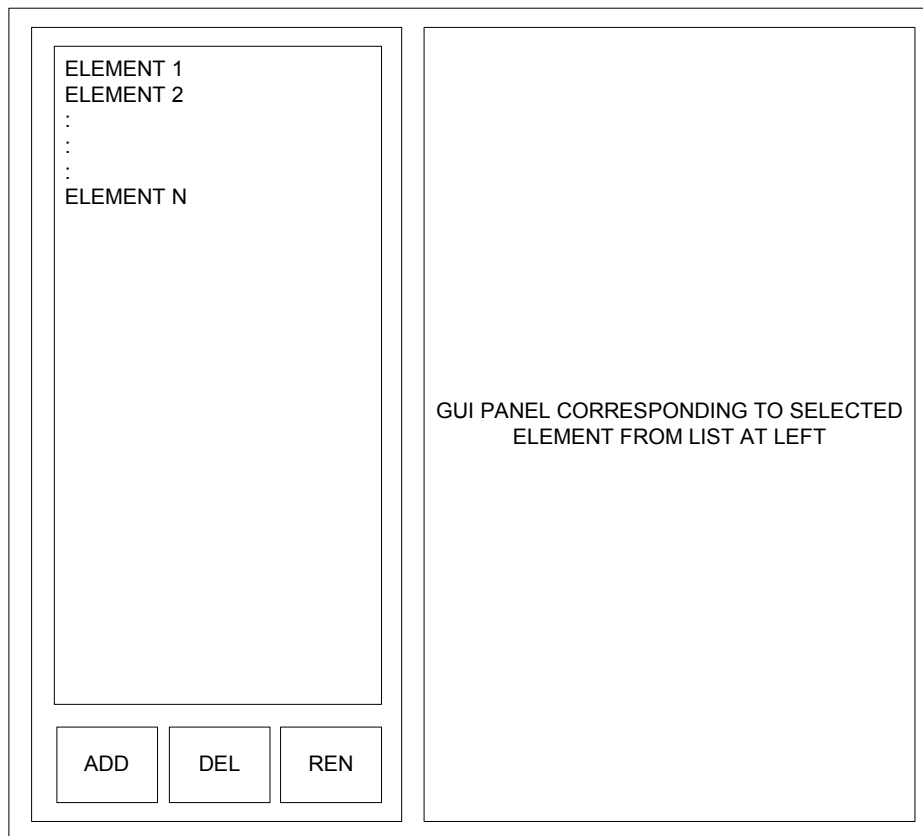 ELEMENT 1
ELEMENT 2
:
:
:
ELEMENT N
GUI PANEL CORRESPONDING TO SELECTED
ELEMENT FROM LIST AT LEFT
ADD
DEL
REN